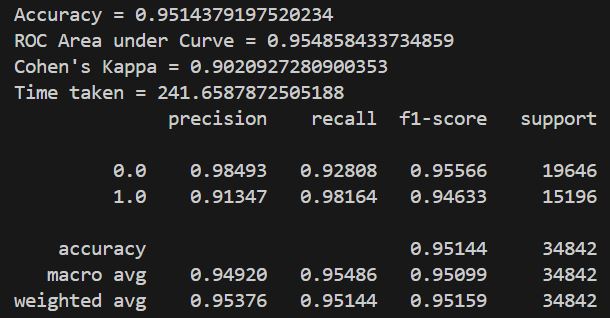 Accuracy = 0.9514379197520234
ROC Area under Curve = 0.954858433734859
Cohen's Kappa = 0.9020927280900353
Time taken = 241.6587872505188
precision recall f1-score support
0.0 0.98493 0.92808 0.95566 19646
1.0 0.91347 0.98164 0.94633 15196
accuracy 0.95144 34842
macro avg 0.94920 0.95486 0.95099 34842
weighted avg 0.95376 0.95144 0.95159 34842